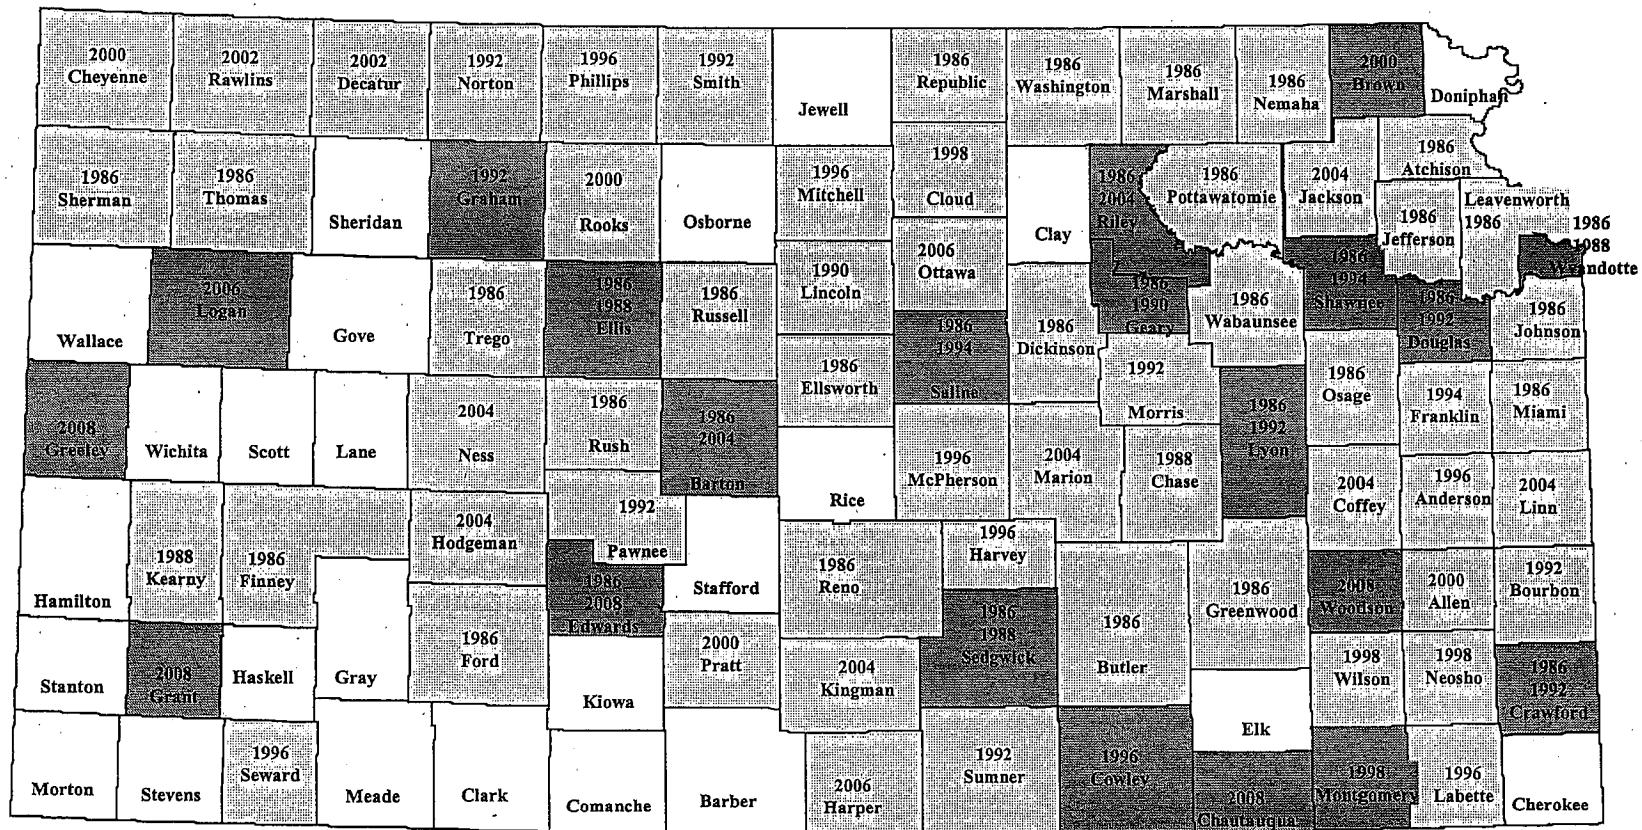 2000
Cheyenne
2002
Rawlins
2002
Decatur
1992
Norton
1996
Phillips
1992
Smith
Jewell
1986
Republic
1986
Washington
1986
Marshall
1986
Nemaha
2000
Brown
Doniphan
1986
Sherman
1986
Thomas
Sheridan
1992
Graham
2000
Rooks
Osborne
1996
Mitchell
1998
Cloud
Clay
1986
2004
Riley
1986
Pottawatomie
2004
Jackson
1986
Atchison
1986
Jefferson
Leavenworth
1986
1986
1988
Wyandotte
Wallace
2006
Logan
Gove
1986
Trego
1986
1988
Ellis
1986
Russell
1990
Lincoln
2006
Ottawa
1986
1990
Geary
1986
Wabaunsee
1986
1994
Shawnee
1986
1992
Douglas
1986
Johnson
1986
Ellsworth
1986
1994
Saline
1986
Dickinson
1992
Morris
2008
Greeley
Wichita
Scott
Lane
2004
Ness
1986
Rush
1986
2004
Barton
Rice
1996
McPherson
2004
Marion
1988
Chase
1986
1992
Lyon
1986
Osage
1994
Franklin
1986
Miami
2004
Coffey
1996
Anderson
2004
Linn
Hamilton
1988
Kearny
1986
Finney
2004
Hodgeman
1992
Pawnee
1986
2008
Edwards
Stafford
1986
Reno
1996
Harvey
1986
1988
Sedgwick
1986
Butler
1986
Greenwood
2008
Woodson
2000
Allen
1992
Bourbon
Stanton
2008
Grant
Haskell
Gray
1986
Ford
Kiowa
2000
Pratt
2004
Kingman
Elk
1998
Wilson
1998
Neosho
1986
1992
Crawford
Morton
Stevens
1996
Seward
Meade
Clark
Comanche
Barber
2006
Harper
1992
Sumner
1996
Cowley
2008
Chautauqua
1998
Montgomery
1996
Labette
Cherokee